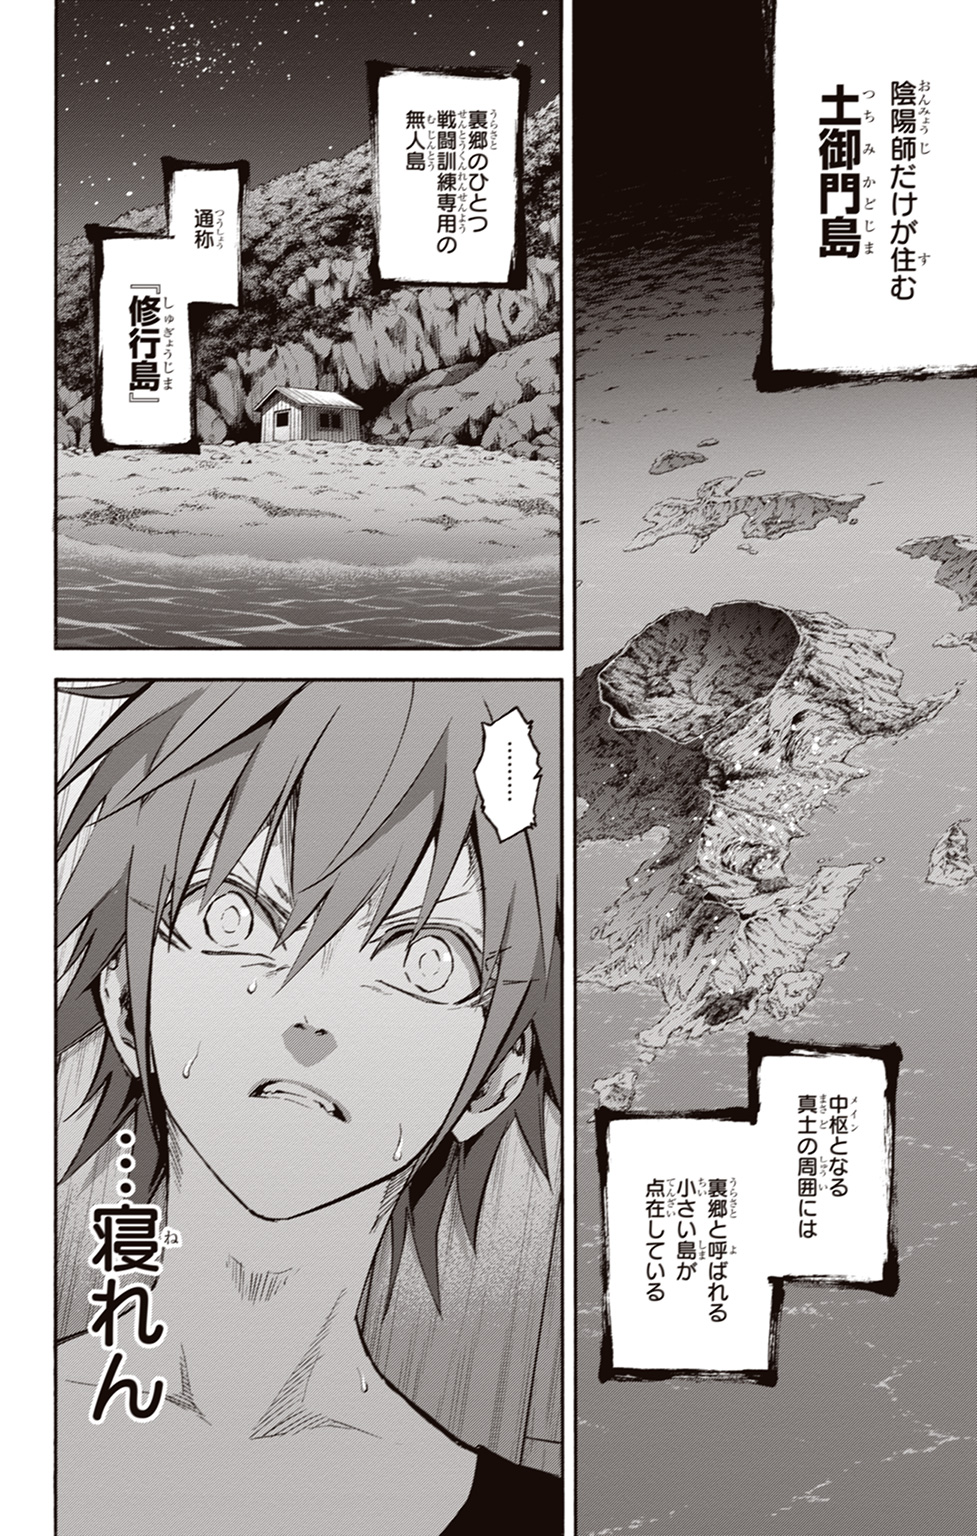 陰陽師だけが住む
土御門島
中枢となる
真土の周囲には
裏郷と呼ばれる
小さい島が
点在している
裏郷のひとつ
戦闘訓練専用の
無人島
通称
『修行島』
………
…寝れん